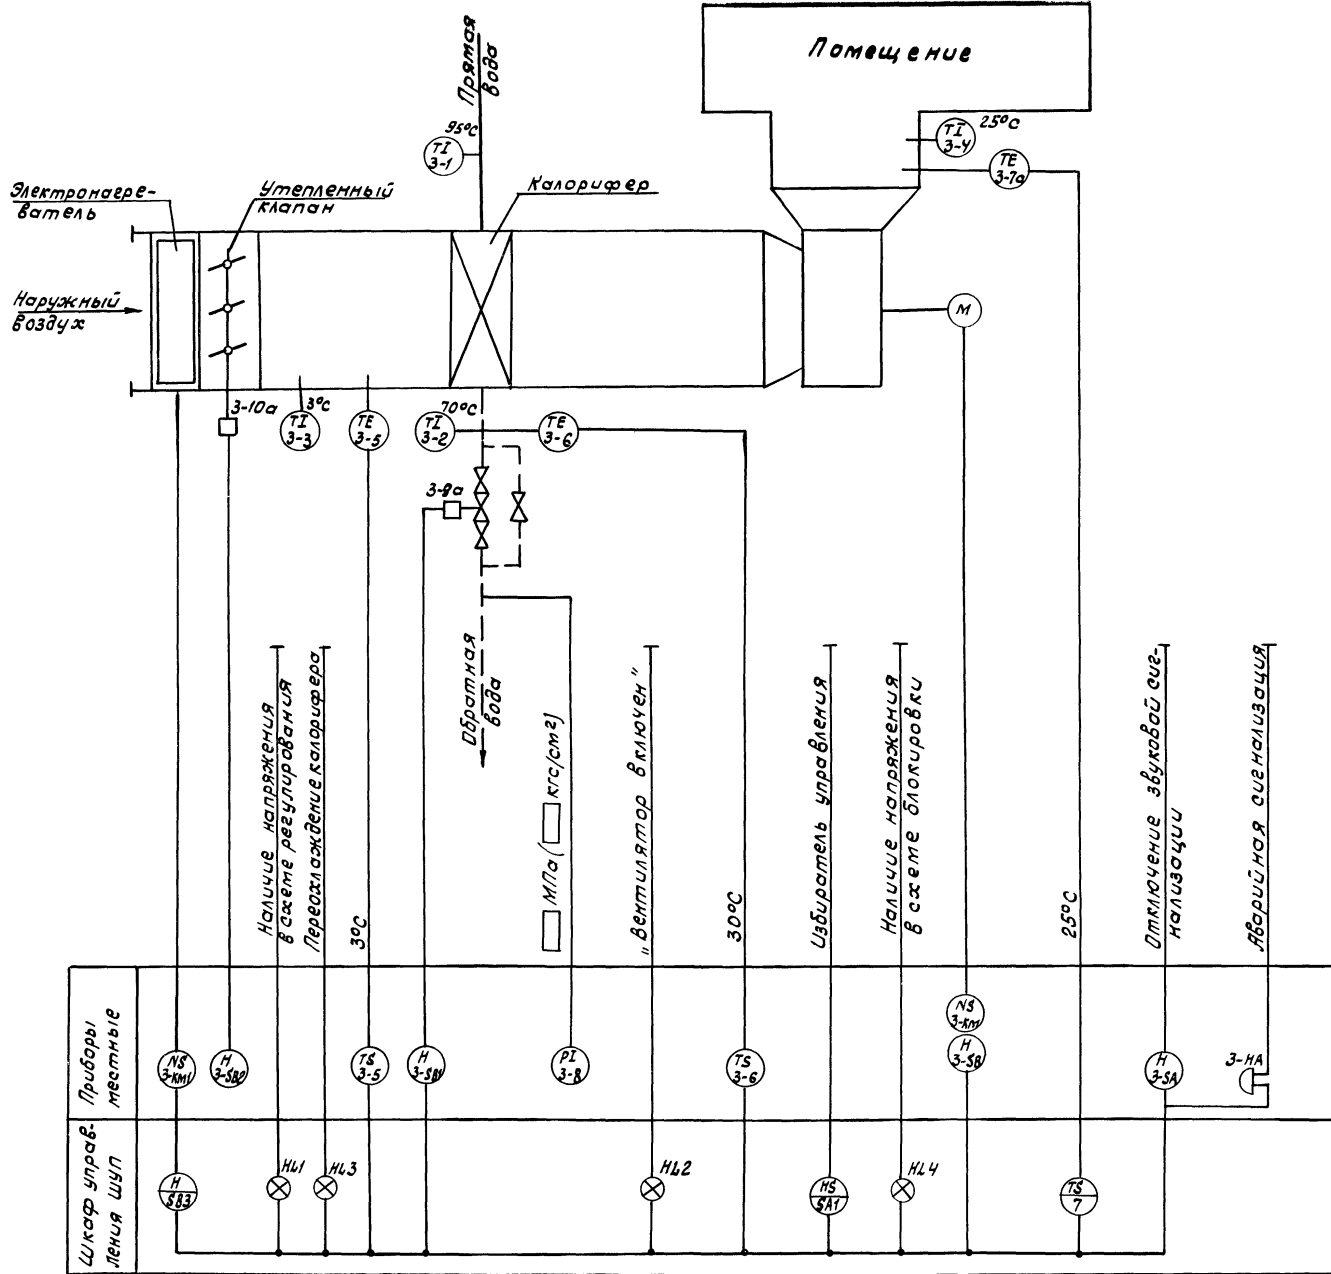 Помещение
Прямая
вода
95°C
TI
3-1
TI
3-4
25°C
TE
3-7а
Электронагре-
ватель
Утепленный
клапан
Калорифер
Наружный
воздух
М
3-10а
TI
3-3
3°C
TE
3-5
TI
3-2
70°C
TE
3-6
3-9а
Обратная
вода
Наличие напряжения
в схеме регулирования
Переохлаждение калорифера
3°C
МПа ( кгс/см²)
„Вентилятор включен"
30°C
Избиратель управления
Наличие напряжения
в схеме блокировки
25°C
Отключение звуковой сиг-
нализации
Аварийная сигнализация
Приборы
местные
NS
3-КМ1
H
3-SB2
TS
3-5
H
3-SB1
PI
3-8
TS
3-6
NS
3-КМ
H
3-SB
H
3-SA
3-НА
Шкаф управ-
ления ШУП
H
SB3
HL1
HL3
HL2
HS
SA1
HL4
TS
7